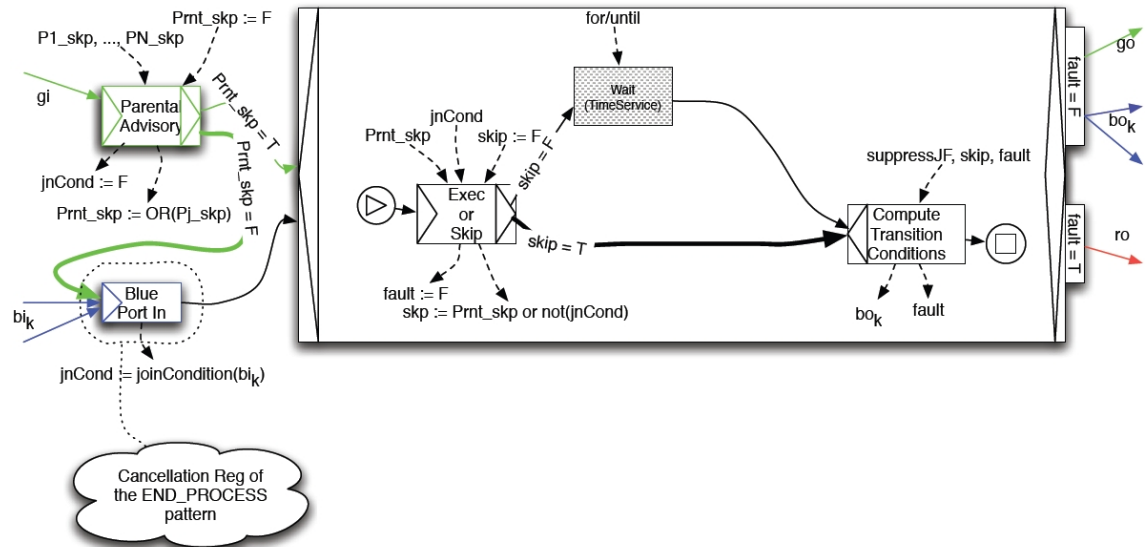 Prnt_skp := F
P1_skp, ..., PN_skp
gi
Parental
Advisory
Prnt_skp = T
Prnt_skp = F
jnCond := F
Prnt_skp := OR(Pj_skp)
bik
Blue
Port In
jnCond := joinCondition(bik)
Cancellation Reg of
the END_PROCESS
pattern
for/until
Wait
(TimeService)
jnCond
Prnt_skp
skip := F
skip = F
Exec
or
Skip
skip = T
fault := F
skp := Prnt_skp or not(jnCond)
suppressJF, skip, fault
Compute
Transition
Conditions
bok
fault
fault = F
go
bok
fault = T
ro